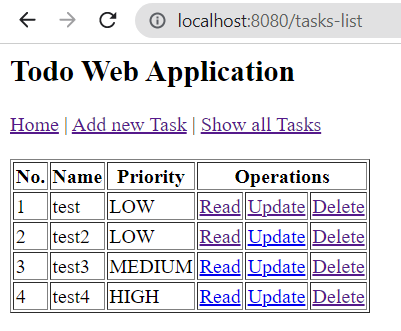 localhost:8080/tasks-list
Todo Web Application
Home | Add new Task | Show all Tasks
No. Name Priority Operations
1 test LOW Read Update Delete
2 test2 LOW Read Update Delete
3 test3 MEDIUM Read Update Delete
4 test4 HIGH Read Update Delete